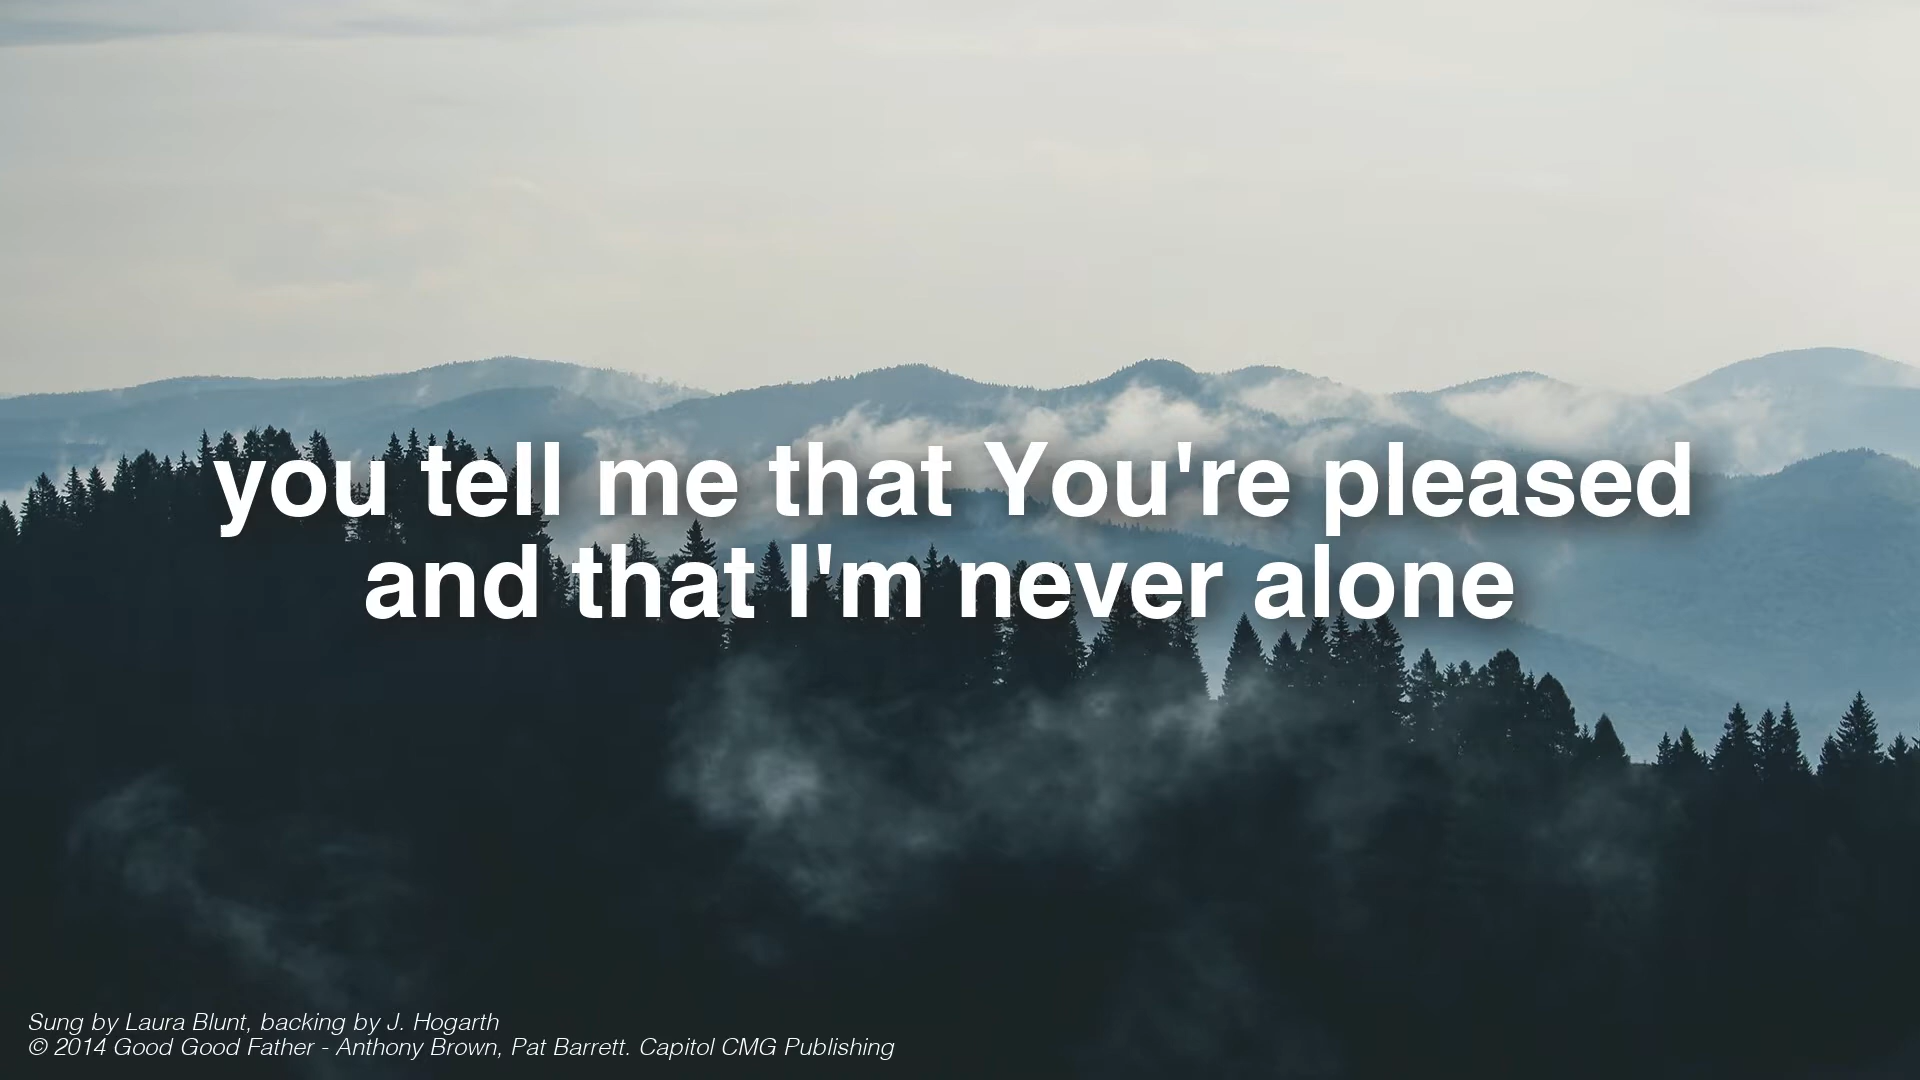 you tell me that You're pleased
and that I'm never alone
Sung by Laura Blunt, backing by J. Hogarth
© 2014 Good Good Father - Anthony Brown, Pat Barrett. Capitol CMG Publishing